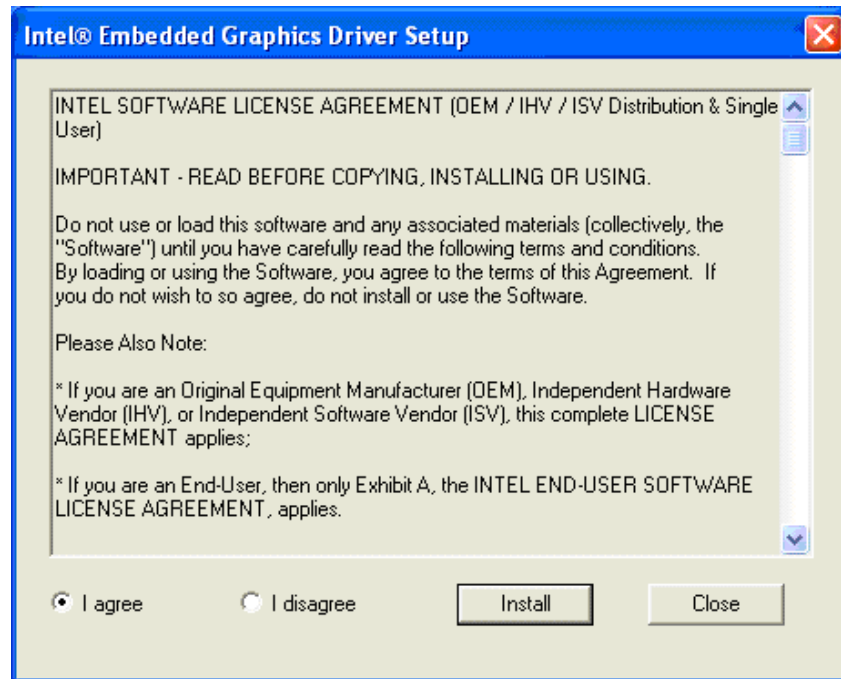 Intel® Embedded Graphics Driver Setup
INTEL SOFTWARE LICENSE AGREEMENT (OEM / IHV / ISV Distribution & Single
User)
IMPORTANT - READ BEFORE COPYING, INSTALLING OR USING.
Do not use or load this software and any associated materials (collectively, the
"Software") until you have carefully read the following terms and conditions.
By loading or using the Software, you agree to the terms of this Agreement.  If
you do not wish to so agree, do not install or use the Software.
Please Also Note:
* If you are an Original Equipment Manufacturer (OEM), Independent Hardware
Vendor (IHV), or Independent Software Vendor (ISV), this complete LICENSE
AGREEMENT applies;
* If you are an End-User, then only Exhibit A, the INTEL END-USER SOFTWARE
LICENSE AGREEMENT, applies.
I agree I disagree Install Close